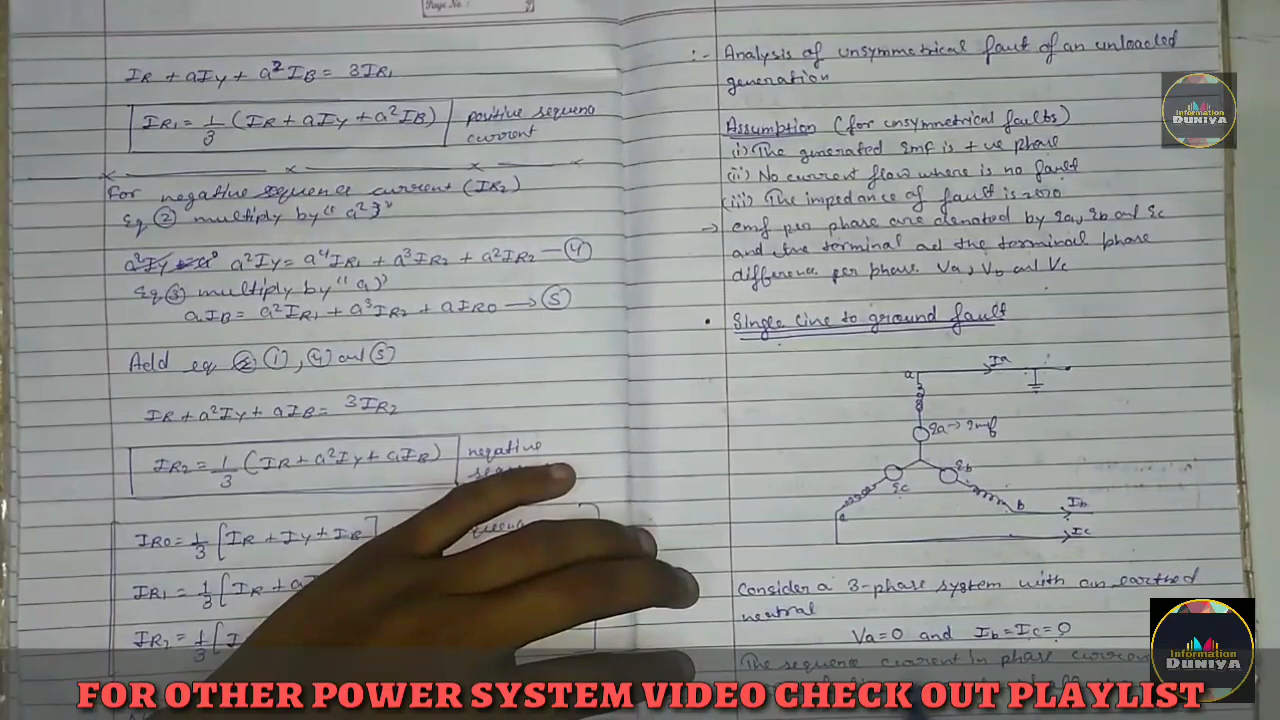 Page No.:
IR + aIy + a²IB = 3IR1
IR1 = 1/3 (IR + aIy + a²IB) positive sequenc
current
For negative sequence current (IR2)
Eq ② multiply by "a²"
a²Iy = a⁴IR1 + a³IR2 + a²IR2 — ④
Eq ③ multiply by "a"
aIB = a²IR1 + a³IR2 + aIR0 → ⑤
Add eq ①, ④ and ⑤
IR + a²Iy + aIB = 3IR2
IR2 = 1/3 (IR + a²Iy + aIB) negative
IR0 = 1/3 [IR + Iy + IB]
IR1 = 1/3 [IR + a
IR2 = 1/3 [I
:- Analysis of unsymmetrical fault of an unloaded
generation
Assumption (for unsymmetrical faults)
(i) The generated Emf is +ve phase
(ii) No current flow where is no fault
(iii) The impedance of fault is zero
→ emf per phase are denoted by Ea, Eb and Ec
and the terminal ad the terminal phase
difference per phase Va, Vb and Vc
• Single line to ground fault
a Ia
Ea → Emf
Ec Eb
b Ib
Ic
Consider a 3-phase system with an earthed
neutral
Va = 0 and Ib = Ic = 0
The sequence current in phase curren
Information
DUNIYA
Information
DUNIYA
FOR OTHER POWER SYSTEM VIDEO CHECK OUT PLAYLIST